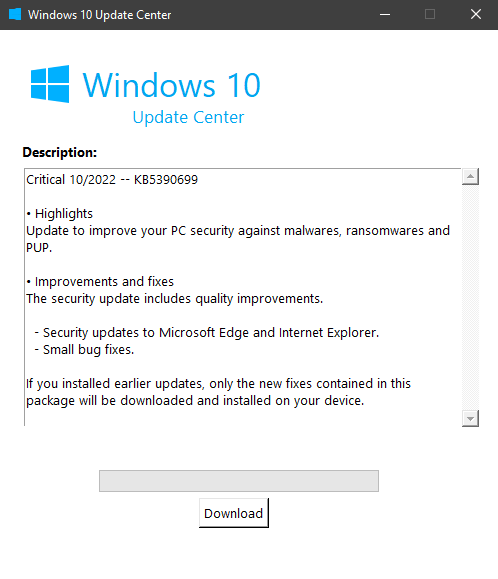 Windows 10 Update Center
Windows 10
Update Center
Description:
Critical 10/2022 -- KB5390699
• Highlights
Update to improve your PC security against malwares, ransomwares and
PUP.
• Improvements and fixes
The security update includes quality improvements.
- Security updates to Microsoft Edge and Internet Explorer.
- Small bug fixes.
If you installed earlier updates, only the new fixes contained in this
package will be downloaded and installed on your device.
Download